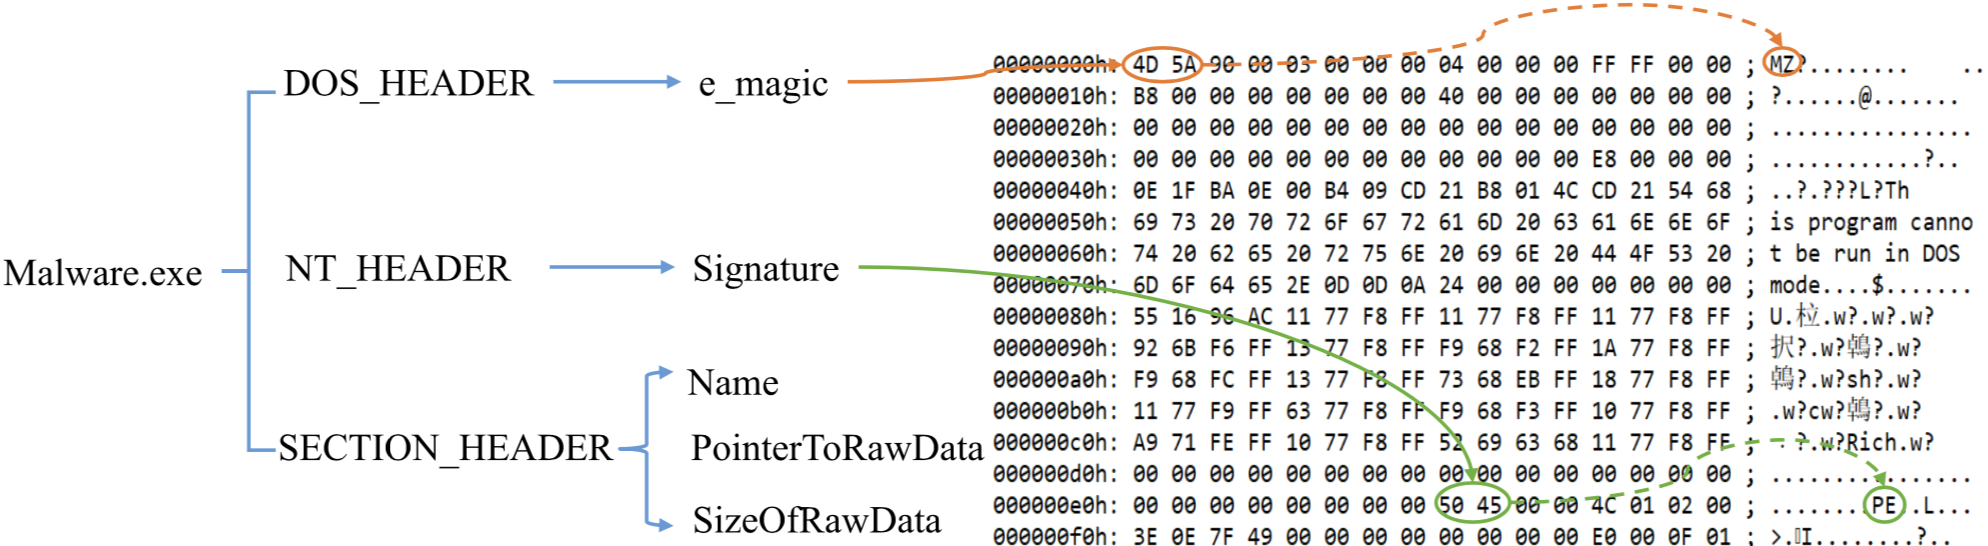 Malware.exe
DOS_HEADER
e_magic
NT_HEADER
Signature
SECTION_HEADER
Name
PointerToRawData
SizeOfRawData
00000000h: 4D 5A 90 00 03 00 00 00 04 00 00 00 FF FF 00 00 ; MZ?........ ..
00000010h: B8 00 00 00 00 00 00 00 40 00 00 00 00 00 00 00 ; ?......@.......
00000020h: 00 00 00 00 00 00 00 00 00 00 00 00 00 00 00 00 ; ................
00000030h: 00 00 00 00 00 00 00 00 00 00 00 00 E8 00 00 00 ; ............?..
00000040h: 0E 1F BA 0E 00 B4 09 CD 21 B8 01 4C CD 21 54 68 ; ..?.???L?Th
00000050h: 69 73 20 70 72 6F 67 72 61 6D 20 63 61 6E 6E 6F ; is program canno
00000060h: 74 20 62 65 20 72 75 6E 20 69 6E 20 44 4F 53 20 ; t be run in DOS
00000070h: 6D 6F 64 65 2E 0D 0D 0A 24 00 00 00 00 00 00 00 ; mode....$.......
00000080h: 55 16 96 AC 11 77 F8 FF 11 77 F8 FF 11 77 F8 FF ; U.柆.w?.w?.w?
00000090h: 92 6B F6 FF 13 77 F8 FF F9 68 F2 FF 1A 77 F8 FF ; 択?.w?鵫?.w?
000000a0h: F9 68 FC FF 13 77 F8 FF 73 68 EB FF 18 77 F8 FF ; 鵫?.w?sh?.w?
000000b0h: 11 77 F9 FF 63 77 F8 FF F9 68 F3 FF 10 77 F8 FF ; .w?cw?鵫?.w?
000000c0h: A9 71 FE FF 10 77 F8 FF 52 69 63 68 11 77 F8 FF ; ?.w?Rich.w?
000000d0h: 00 00 00 00 00 00 00 00 00 00 00 00 00 00 00 00 ; ................
000000e0h: 00 00 00 00 00 00 00 00 50 45 00 00 4C 01 02 00 ; ........PE..L...
000000f0h: 3E 0E 7F 49 00 00 00 00 00 00 00 00 E0 00 0F 01 ; >.I........?..